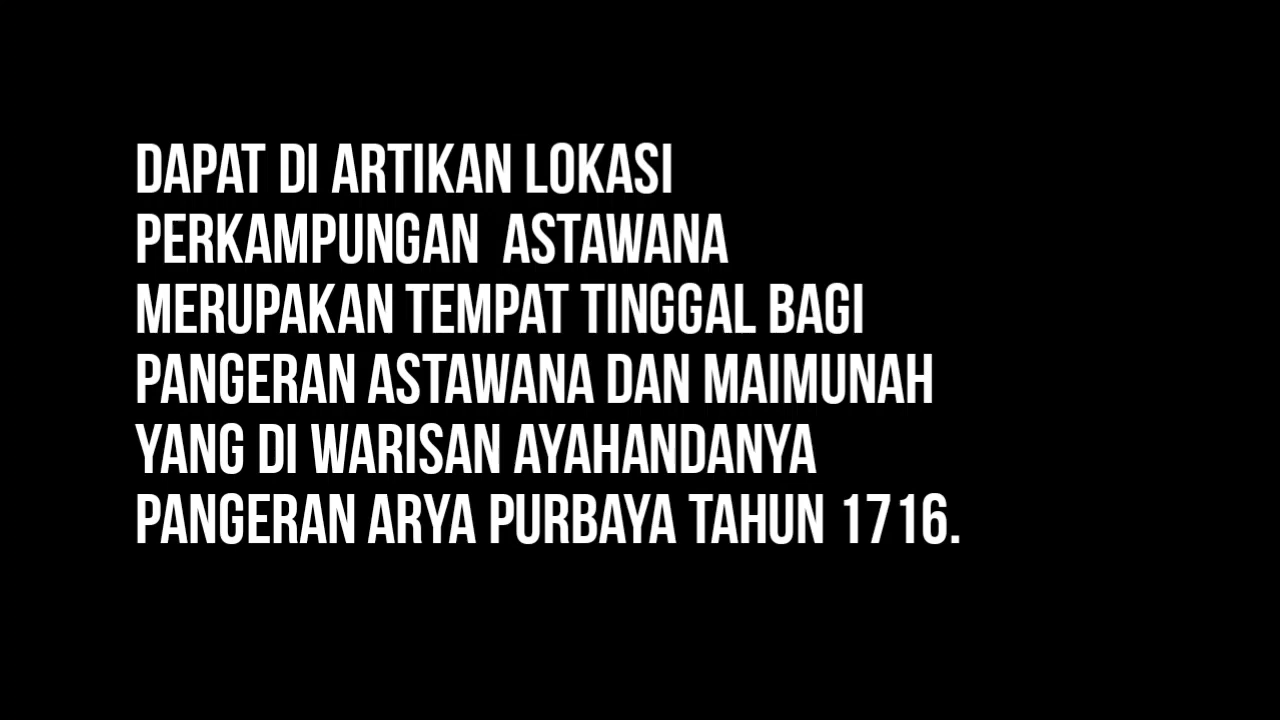 DAPAT DI ARTIKAN LOKASI
PERKAMPUNGAN  ASTAWANA
MERUPAKAN TEMPAT TINGGAL BAGI
PANGERAN ASTAWANA DAN MAIMUNAH
YANG DI WARISAN AYAHANDANYA
PANGERAN ARYA PURBAYA TAHUN 1716.